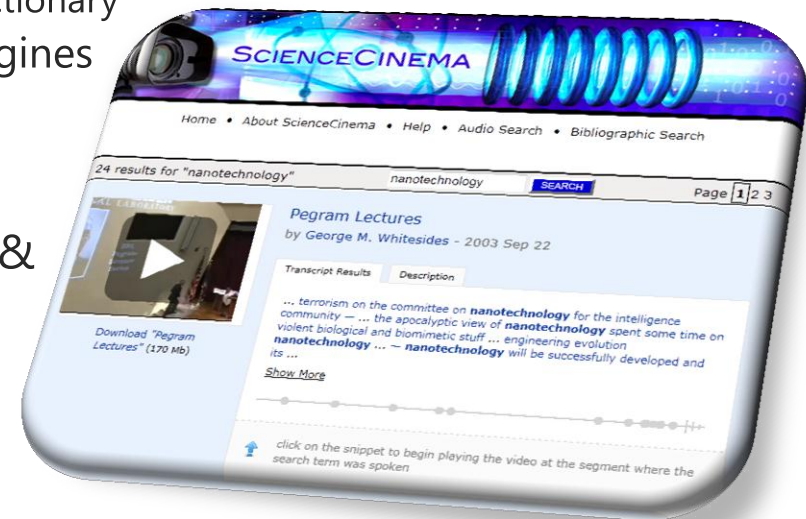 ctionary
gines
&
SCIENCECINEMA
Home • About ScienceCinema • Help • Audio Search • Bibliographic Search
24 results for "nanotechnology"
nanotechnology
SEARCH
Page 1 2 3
Pegram Lectures
by George M. Whitesides - 2003 Sep 22
Transcript Results
Description
... terrorism on the committee on nanotechnology for the intelligence
community — ... the apocalyptic view of nanotechnology spent some time on
violent biological and biomimetic stuff ... engineering evolution
nanotechnology ... — nanotechnology will be successfully developed and
its ...
Show More
Download "Pegram
Lectures" (170 Mb)
click on the snippet to begin playing the video at the segment where the
search term was spoken